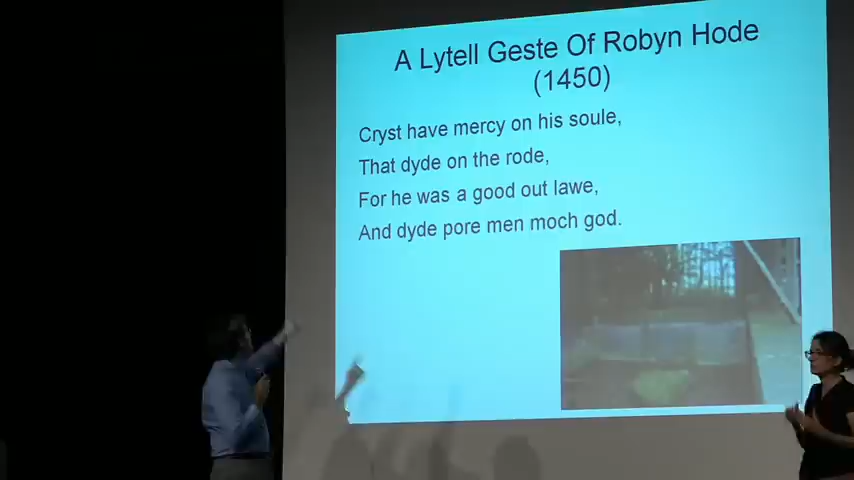 A Lytell Geste Of Robyn Hode
(1450)
Cryst have mercy on his soule,
That dyde on the rode,
For he was a good out lawe,
And dyde pore men moch god.